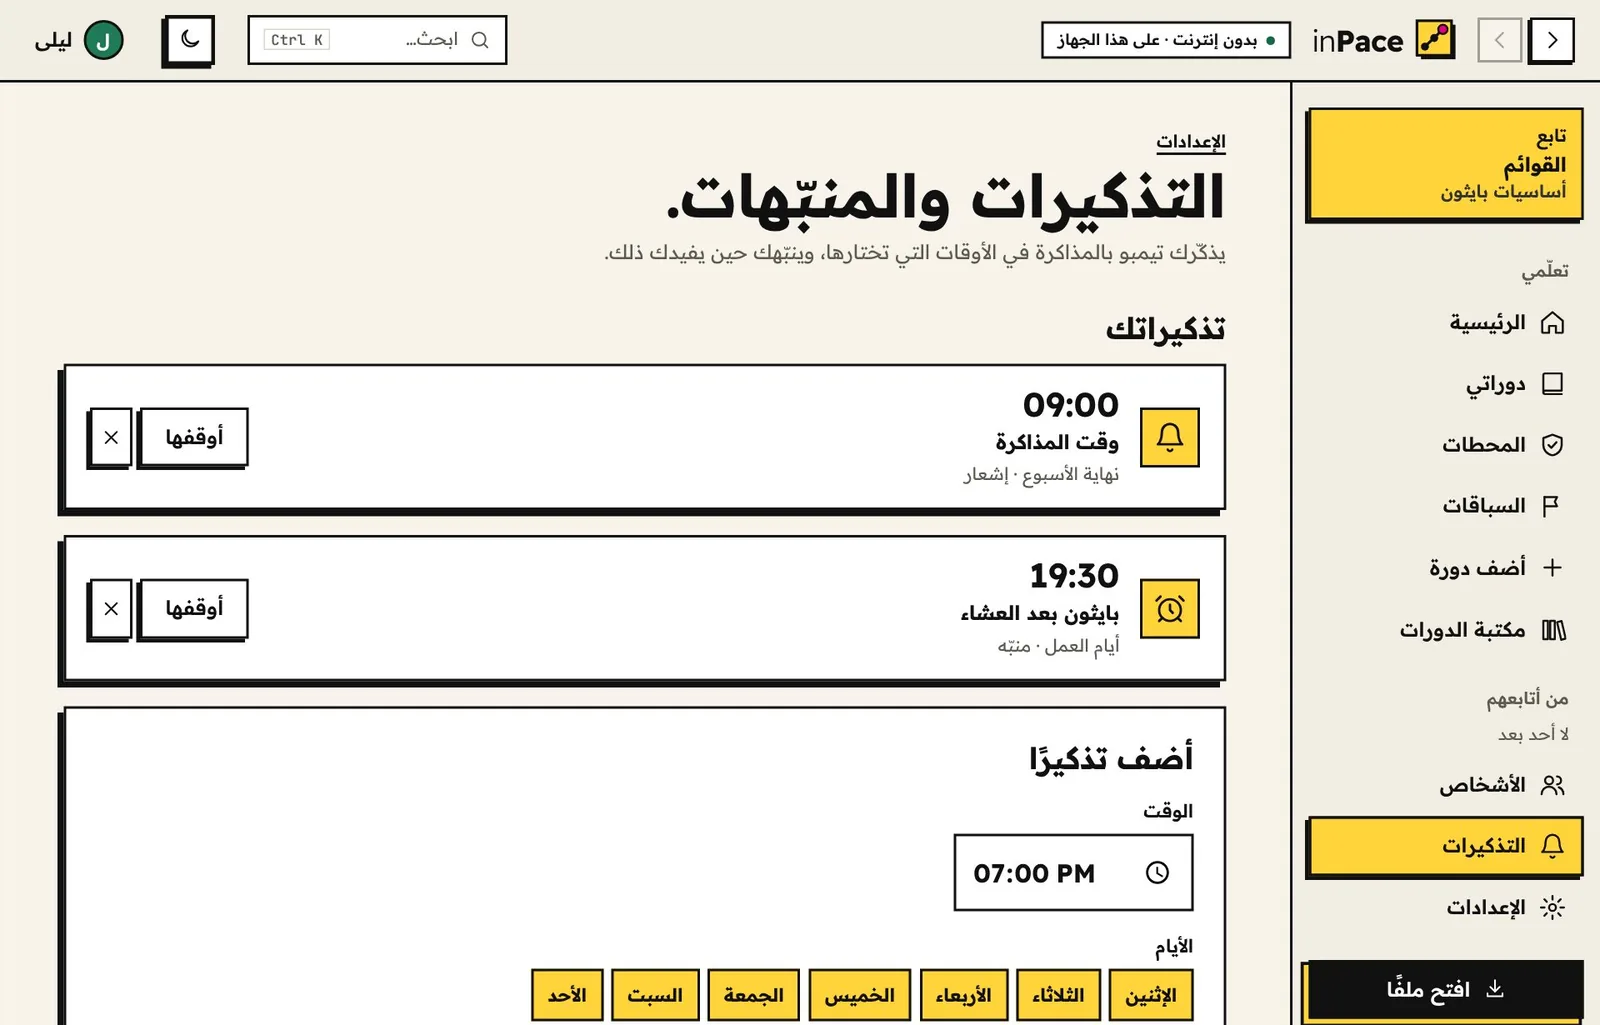 inPace
بدون إنترنت · على هذا الجهاز
ابحث...
Ctrl K
ل
ليلى
تابع
القوائم
أساسيات بايثون
تعلّمي
الرئيسية
دوراتي
المحطات
السباقات
أضف دورة
مكتبة الدورات
من أتابعهم
لا أحد بعد
الأشخاص
التذكيرات
الإعدادات
افتح ملفًا
الإعدادات
التذكيرات والمنبّهات.
يذكّرك تيمبو بالمذاكرة في الأوقات التي تختارها، وينبّهك حين يفيدك ذلك.
تذكيراتك
09:00
وقت المذاكرة
نهاية الأسبوع · إشعار
أوقفها
19:30
بايثون بعد العشاء
أيام العمل · منبّه
أوقفها
أضف تذكيرًا
الوقت
07:00 PM
الأيام
الإثنين الثلاثاء الأربعاء الخميس الجمعة السبت الأحد